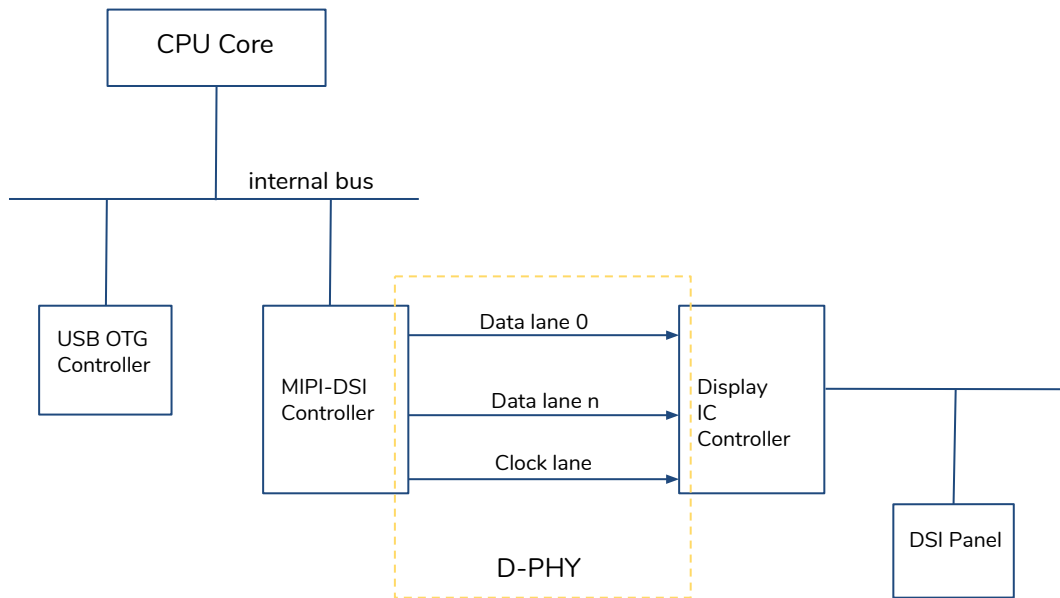 CPU Core
internal bus
USB OTG
Controller
MIPI-DSI
Controller
Data lane 0
Data lane n
Clock lane
Display
IC
Controller
D-PHY
DSI Panel